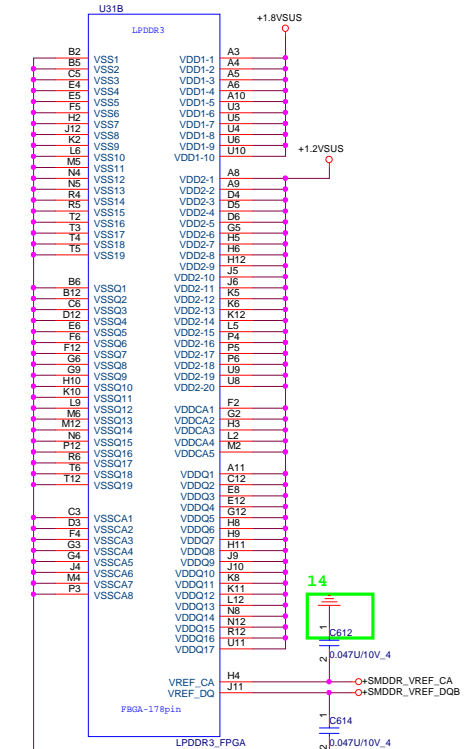 U31B
+1.8VSUS
LPDDR3
B2 VSS1 VDD1-1 A3
B5 VSS2 VDD1-2 A4
C5 VSS3 VDD1-3 A5
E4 VSS4 VDD1-4 A6
E5 VSS5 VDD1-5 A10
F5 VSS6 VDD1-6 U3
H2 VSS7 VDD1-7 U5
J12 VSS8 VDD1-8 U4
K2 VSS9 VDD1-9 U6
L6 VSS10 VDD1-10 U10
+1.2VSUS
M5 VSS11
N4 VSS12 VDD2-1 A8
N5 VSS13 VDD2-2 A9
R4 VSS14 VDD2-3 D4
R5 VSS15 VDD2-4 D5
T2 VSS16 VDD2-5 D6
T3 VSS17 VDD2-6 G5
T4 VSS18 VDD2-7 H5
T5 VSS19 VDD2-8 H6
VDD2-9 H12
VDD2-10 J5
B6 VSSQ1 VDD2-11 J6
B12 VSSQ2 VDD2-12 K5
C6 VSSQ3 VDD2-13 K6
D12 VSSQ4 VDD2-14 K12
E6 VSSQ5 VDD2-15 L5
F6 VSSQ6 VDD2-16 P4
F12 VSSQ7 VDD2-17 P5
G6 VSSQ8 VDD2-18 P6
G9 VSSQ9 VDD2-19 U9
H10 VSSQ10 VDD2-20 U8
K10 VSSQ11
L9 VSSQ12 VDDCA1 F2
M6 VSSQ13 VDDCA2 G2
M12 VSSQ14 VDDCA3 H3
N6 VSSQ15 VDDCA4 L2
P12 VSSQ16 VDDCA5 M2
R6 VSSQ17
T6 VSSQ18 VDDQ1 A11
T12 VSSQ19 VDDQ2 C12
VDDQ3 E8
VDDQ4 E12
C3 VSSCA1 VDDQ5 G12
D3 VSSCA2 VDDQ6 H8
F4 VSSCA3 VDDQ7 H9
G3 VSSCA4 VDDQ8 H11
G4 VSSCA5 VDDQ9 J9
J4 VSSCA6 VDDQ10 J10
M4 VSSCA7 VDDQ11 K8
P3 VSSCA8 VDDQ12 K11
VDDQ13 L12
VDDQ14 N8
VDDQ15 N12
VDDQ16 R12
VDDQ17 U11
14
1 C612
2 0.047U/10V_4
VREF_CA H4 +SMDDR_VREF_CA
VREF_DQ J11 +SMDDR_VREF_DQB
FBGA-178pin
1 C614
LPDDR3_FPGA
2 0.047U/10V_4